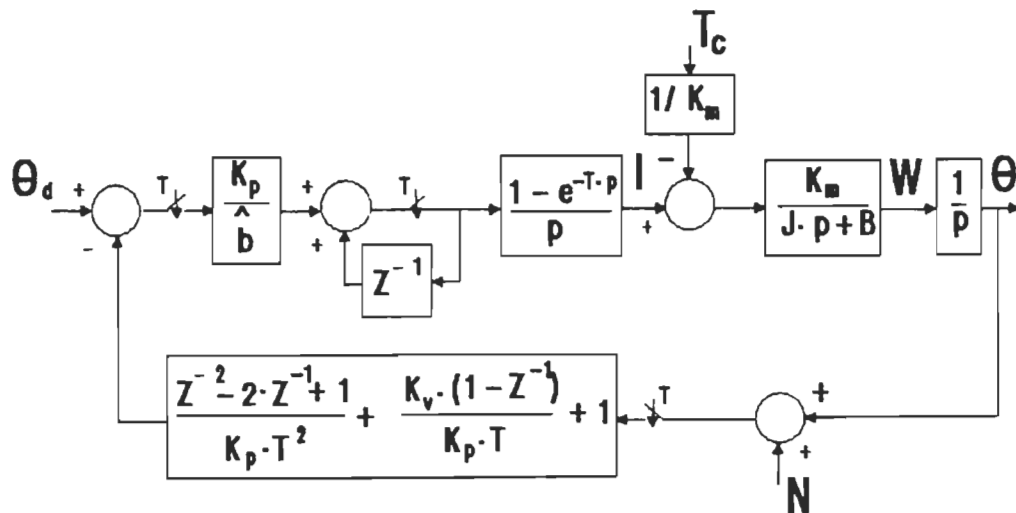 T_c
1/ K_m
θ_d + - T
K_p / b̂
+ + T
Z^{-1}
1 - e^{-T·p} / p
I - +
K_m / J· p + B
W
1 / p
θ
Z^{-2} - 2·Z^{-1} + 1 / K_p·T^2 + K_v·(1 - Z^{-1}) / K_p·T + 1
T
+ +
N